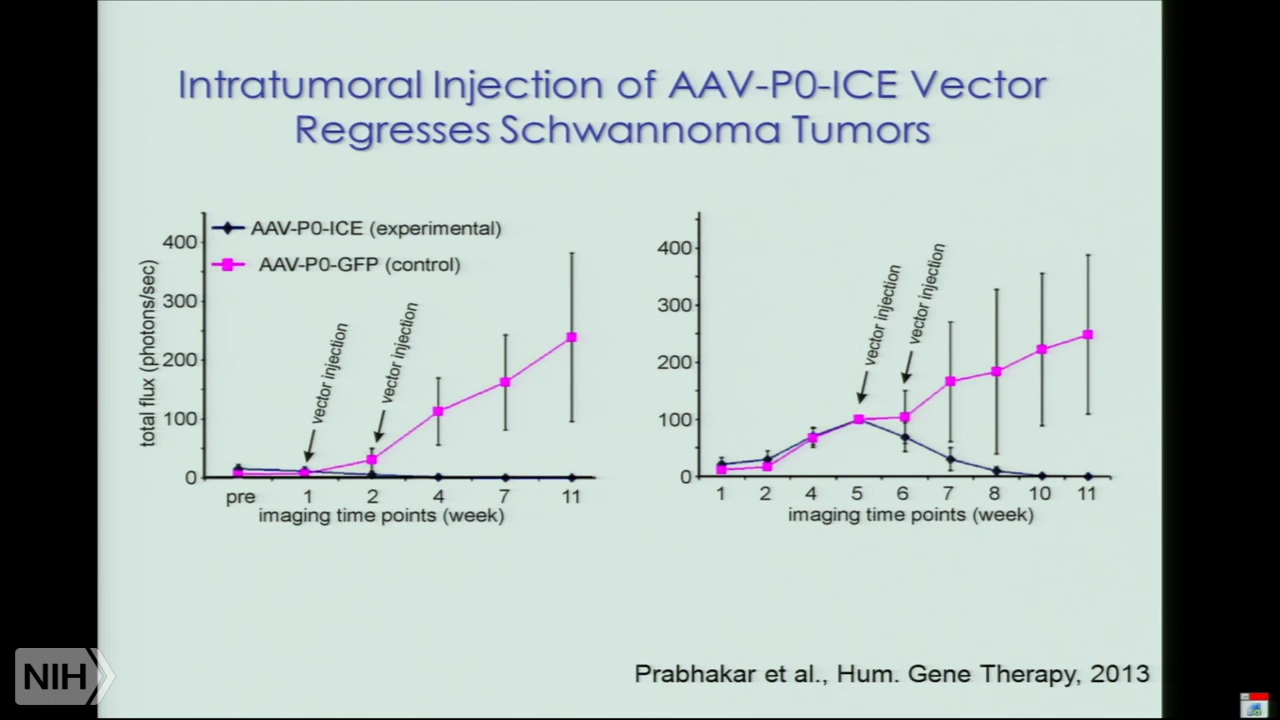 Intratumoral Injection of AAV-P0-ICE Vector
Regresses Schwannoma Tumors
AAV-P0-ICE (experimental)
AAV-P0-GFP (control)
total flux (photons/sec)
400
300
200
100
0
vector injection
vector injection
pre 1 2 4 7 11
imaging time points (week)
400
300
200
100
0
vector injection
vector injection
1 2 4 5 6 7 8 10 11
imaging time points (week)
Prabhakar et al., Hum. Gene Therapy, 2013
NIH